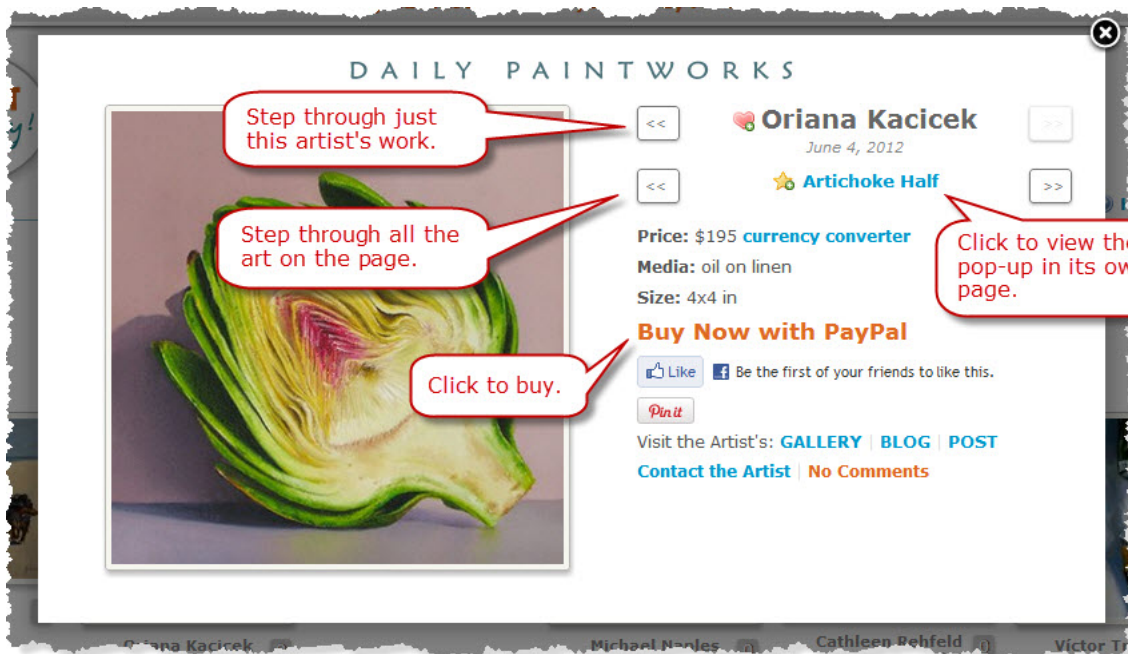 DAILY PAINTWORKS
Step through just
this artist's work.
<<
Oriana Kacicek
>>
June 4, 2012
<<
Artichoke Half
>>
Step through all the
art on the page.
Price: $195 currency converter
Click to view the
pop-up in its
page.
Media: oil on linen
Size: 4x4 in
Buy Now with PayPal
Click to buy.
Like
Be the first of your friends to like this.
Pin it
Visit the Artist's: GALLERY | BLOG | POST
Contact the Artist | No Comments
Oriana Kacicek
Michael Naples
Cathleen Rehfeld
0
Víctor